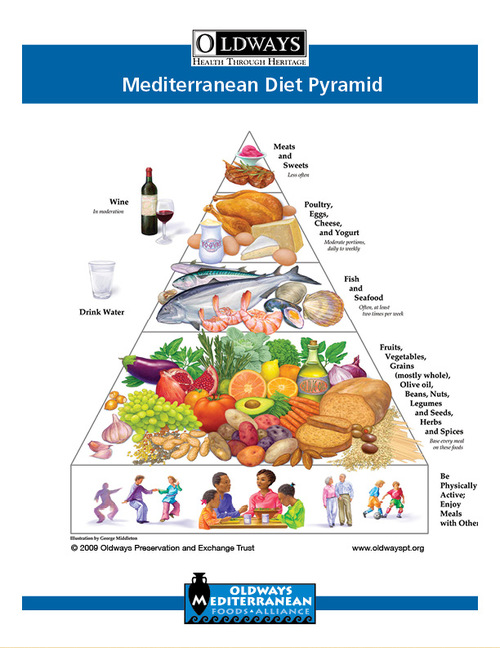 OLDWAYS
HEALTH THROUGH HERITAGE
Mediterranean Diet Pyramid
Meats
and
Sweets
Less often
Wine
In moderation
Poultry,
Eggs,
Cheese,
and Yogurt
Moderate portions,
daily to weekly
Yogurt
Drink Water
Fish
and
Seafood
Often, at least
two times per week
Fruits,
Vegetables,
Grains
(mostly whole),
Olive oil,
Beans, Nuts,
Legumes
and Seeds,
Herbs
and Spices
Base every meal
on these foods
Be
Physically
Active;
Enjoy
Meals
with Other
Illustration by George Middleton
© 2009 Oldways Preservation and Exchange Trust
www.oldwayspt.org
OLDWAYS
MEDITERRANEAN
FOODS•ALLIANCE